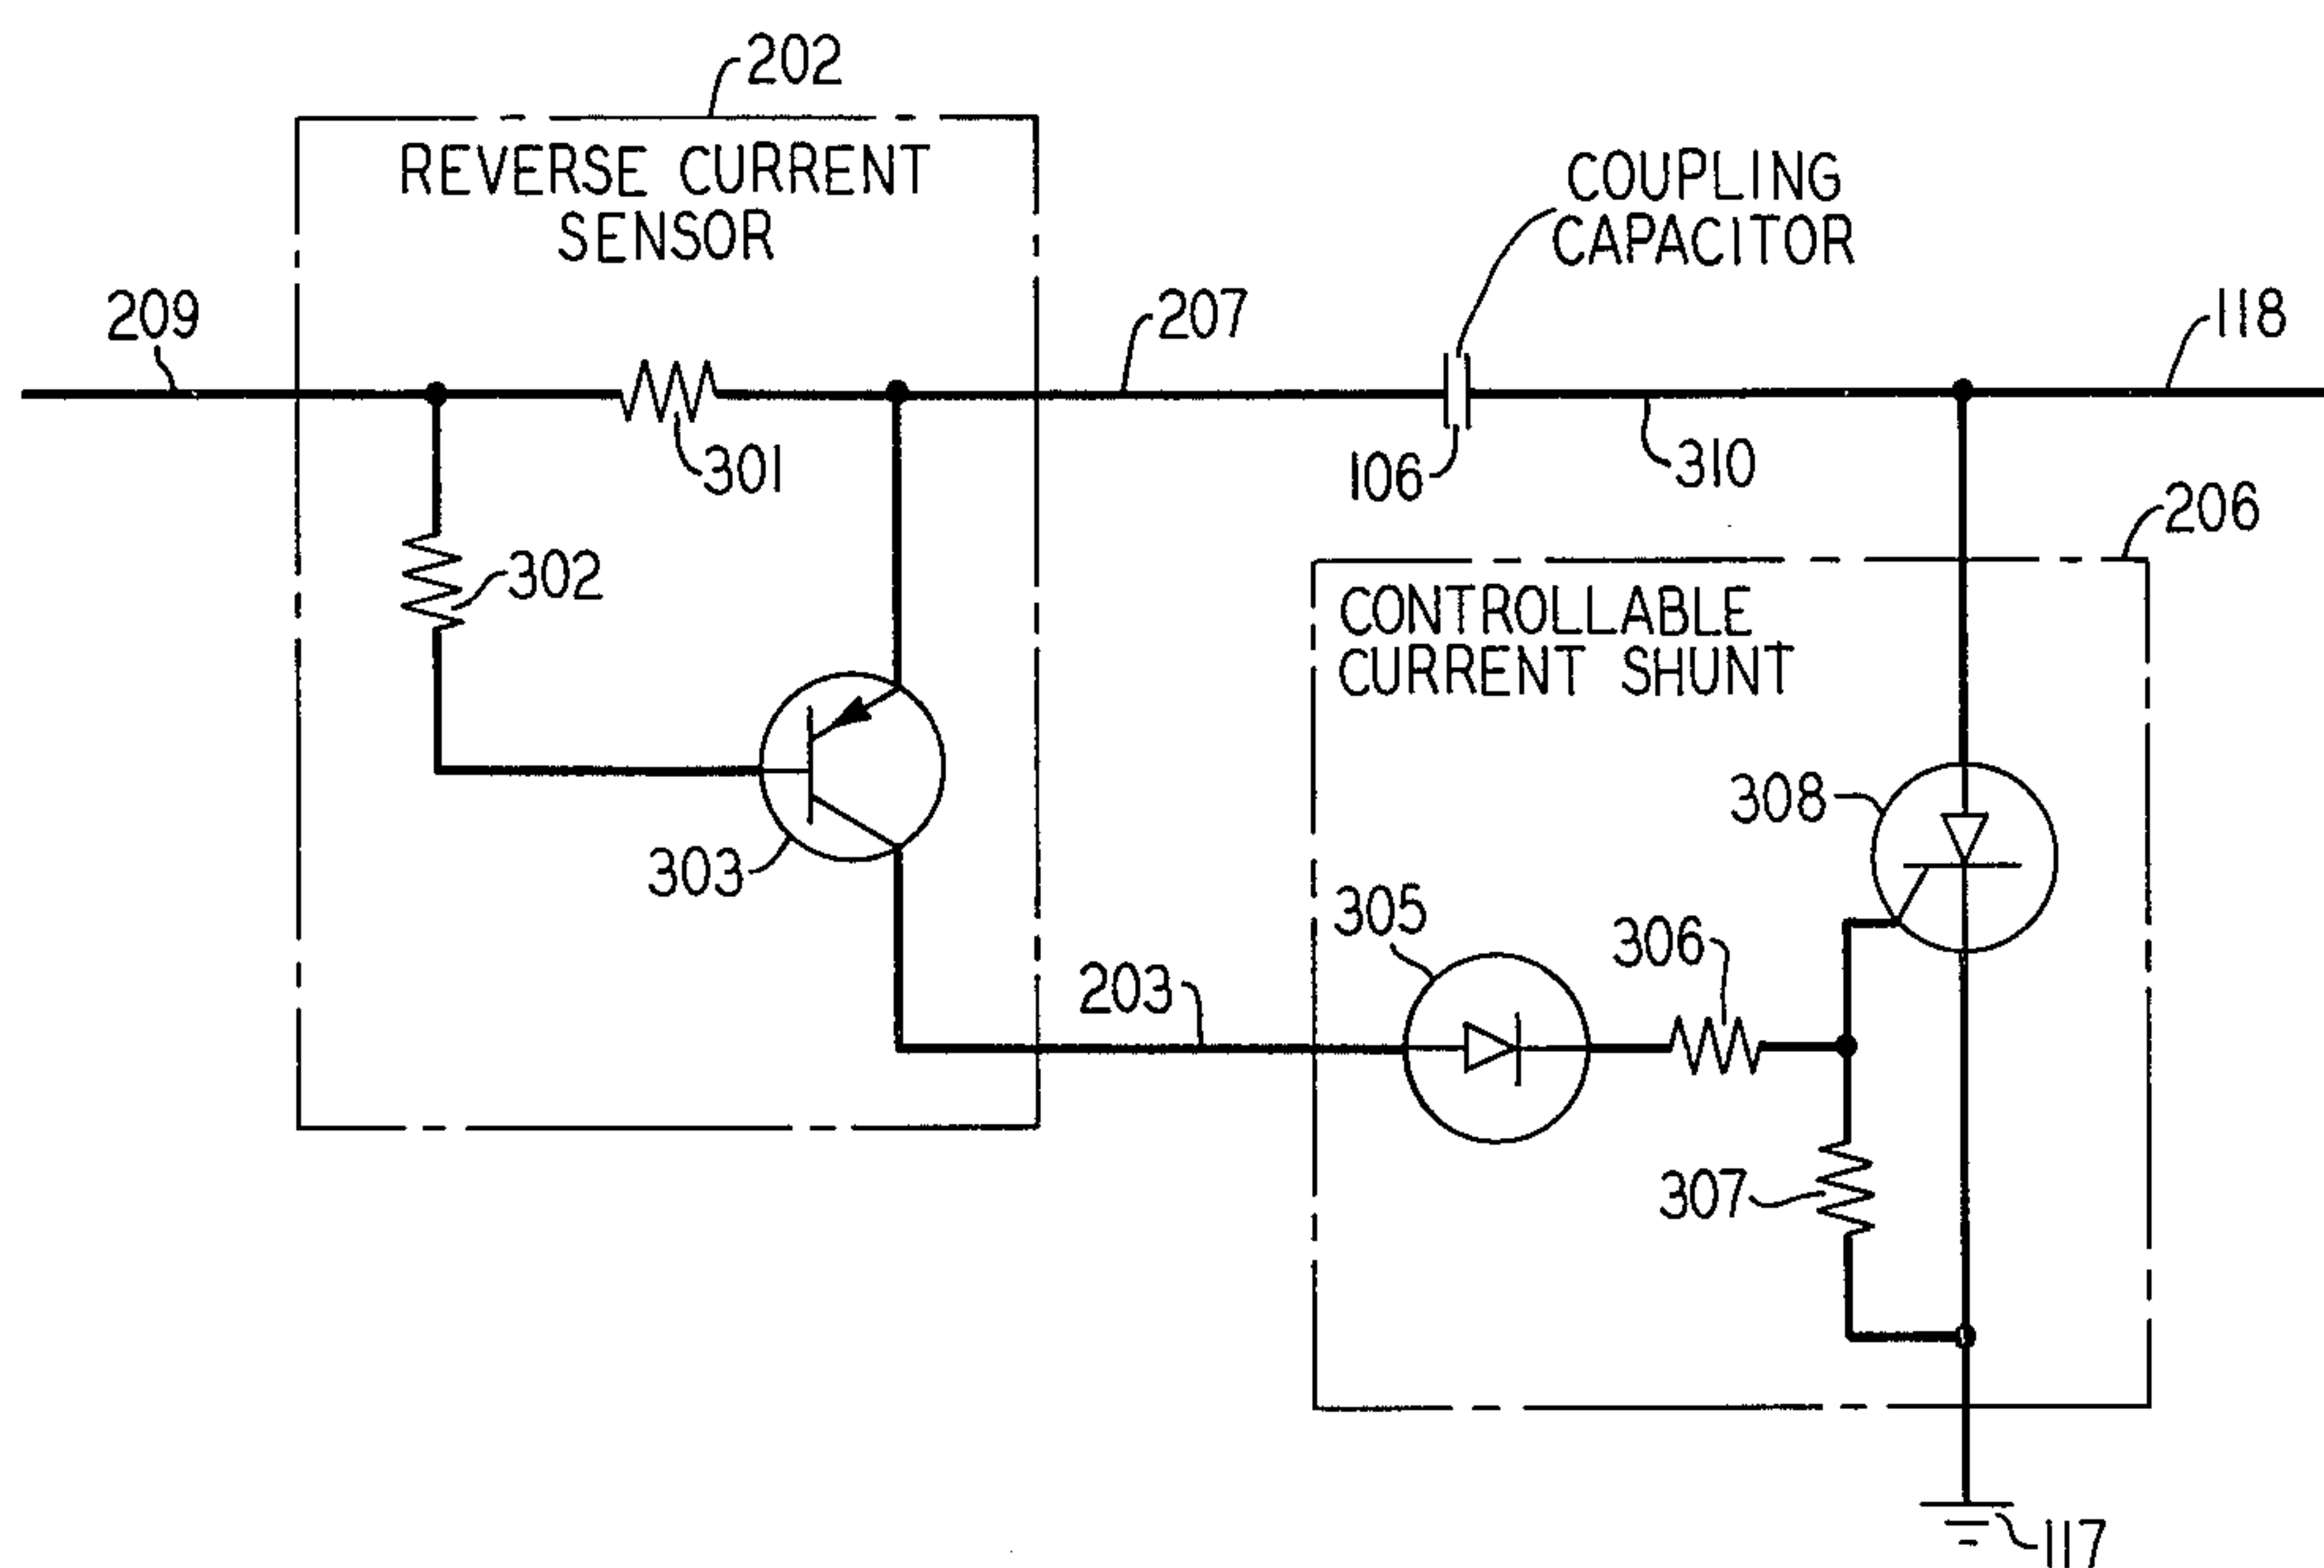 202
REVERSE CURRENT
SENSOR
COUPLING
CAPACITOR
209
207
118
301
106
310
206
302
CONTROLLABLE
CURRENT SHUNT
308
303
305
306
203
307
117